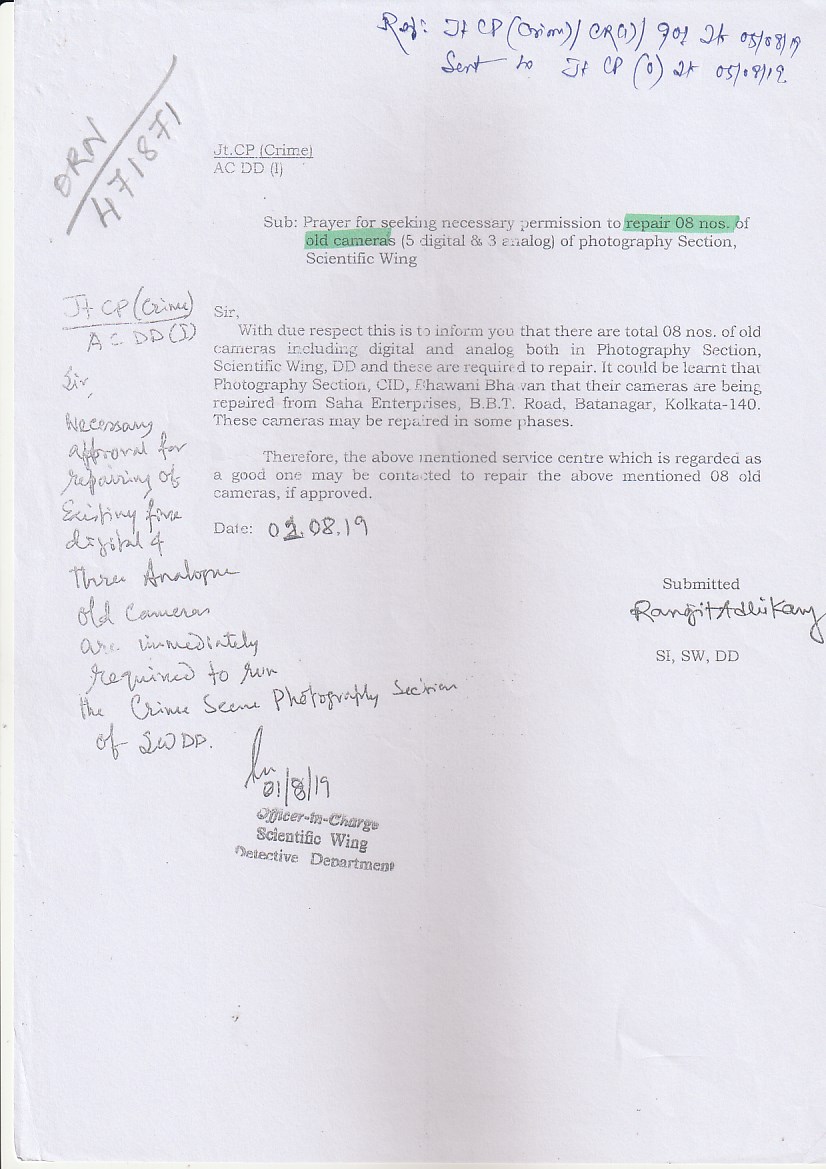 Ref: Jt CP (Crime)/ CR(1)/ 901 Dt 05/08/19
Sent to Jt CP (O) Dt 05/08/19
ORN
471871
Jt.CP (Crime)
AC DD (I)
Sub: Prayer for seeking necessary permission to repair 08 nos. of
old cameras (5 digital & 3 analog) of photography Section,
Scientific Wing
Sir,
With due respect this is to inform you that there are total 08 nos. of old
cameras including digital and analog both in Photography Section,
Scientific Wing, DD and these are required to repair. It could be learnt that
Photography Section, CID, Bhawani Bhawan that their cameras are being
repaired from Saha Enterprises, B.B.T. Road, Batanagar, Kolkata-140.
These cameras may be repaired in some phases.
Therefore, the above mentioned service centre which is regarded as
a good one may be contacted to repair the above mentioned 08 old
cameras, if approved.
Date: 01.08.19
Submitted
Ranjit Adhikary
SI, SW, DD
Jt CP (Crime)
AC DD (I)
Sir,
Necessary
approval for
repairing of
Existing five
digital &
three Analogue
old Cameras
are immediately
required to run
the Crime Scene Photography Section
of SW DD.
01/8/19
Officer-in-Charge
Scientific Wing
Detective Department